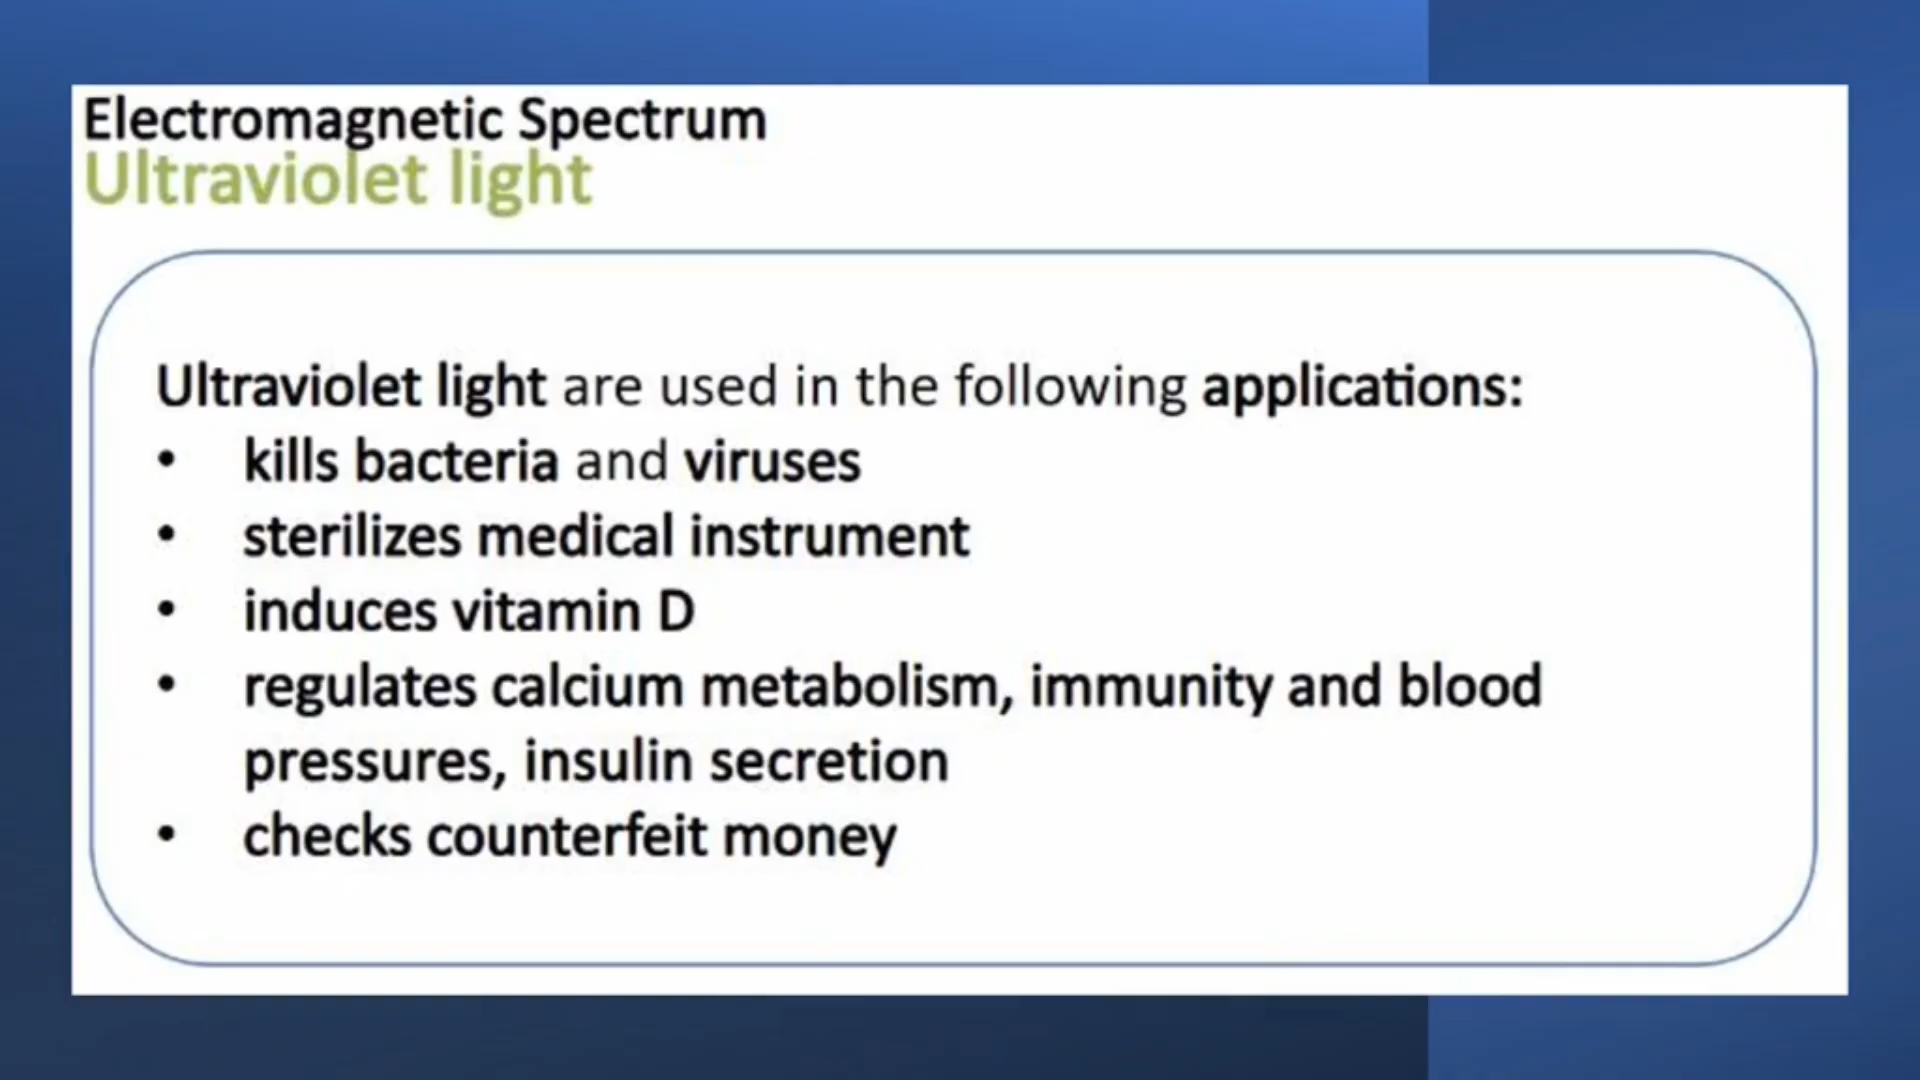 Electromagnetic Spectrum
Ultraviolet light
Ultraviolet light are used in the following applications:
• kills bacteria and viruses
• sterilizes medical instrument
• induces vitamin D
• regulates calcium metabolism, immunity and blood
pressures, insulin secretion
• checks counterfeit money